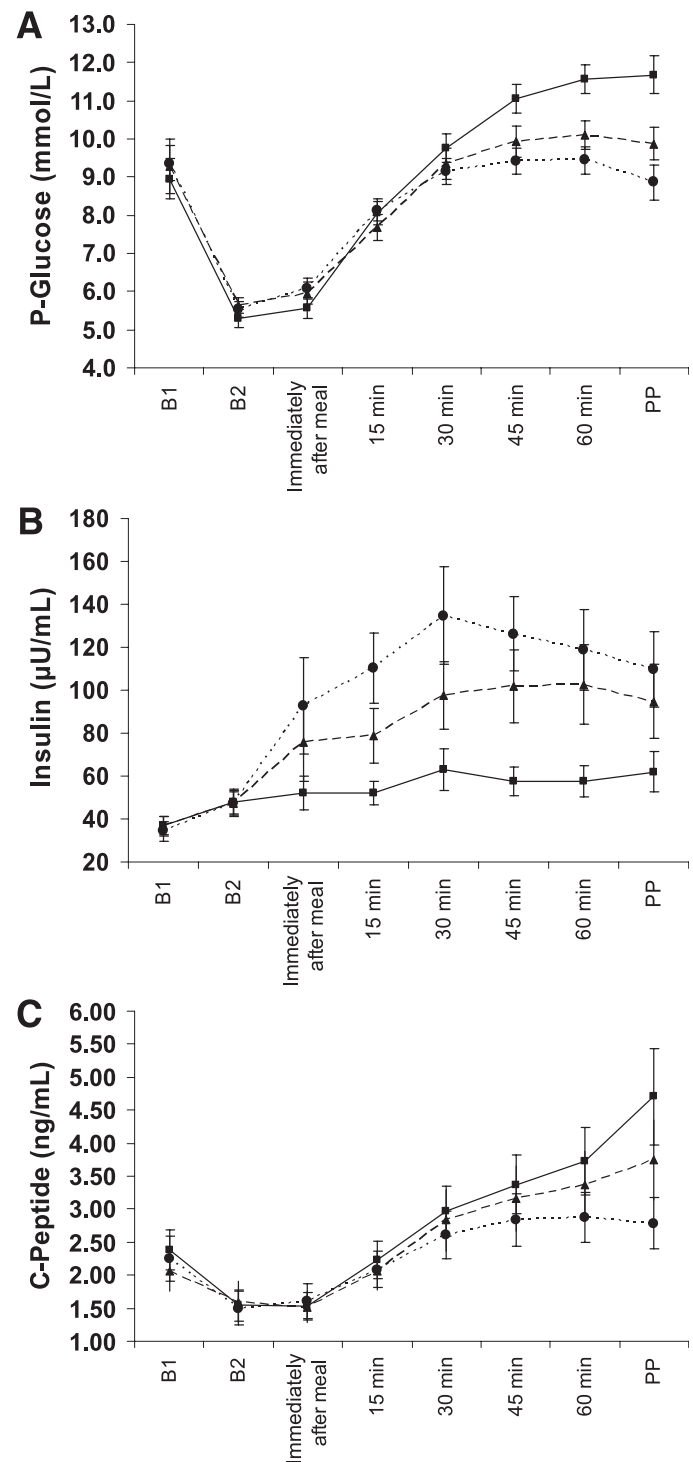 A
P-Glucose (mmol/L)
13.0
12.0
11.0
10.0
9.0
8.0
7.0
6.0
5.0
4.0
B1
B2
Immediately
after meal
15 min
30 min
45 min
60 min
PP
B
Insulin (µU/mL)
180
160
140
120
100
80
60
40
20
B1
B2
Immediately
after meal
15 min
30 min
45 min
60 min
PP
C
C-Peptide (ng/mL)
6.00
5.50
5.00
4.50
4.00
3.50
3.00
2.50
2.00
1.50
1.00
B1
B2
Immediately
after meal
15 min
30 min
45 min
60 min
PP